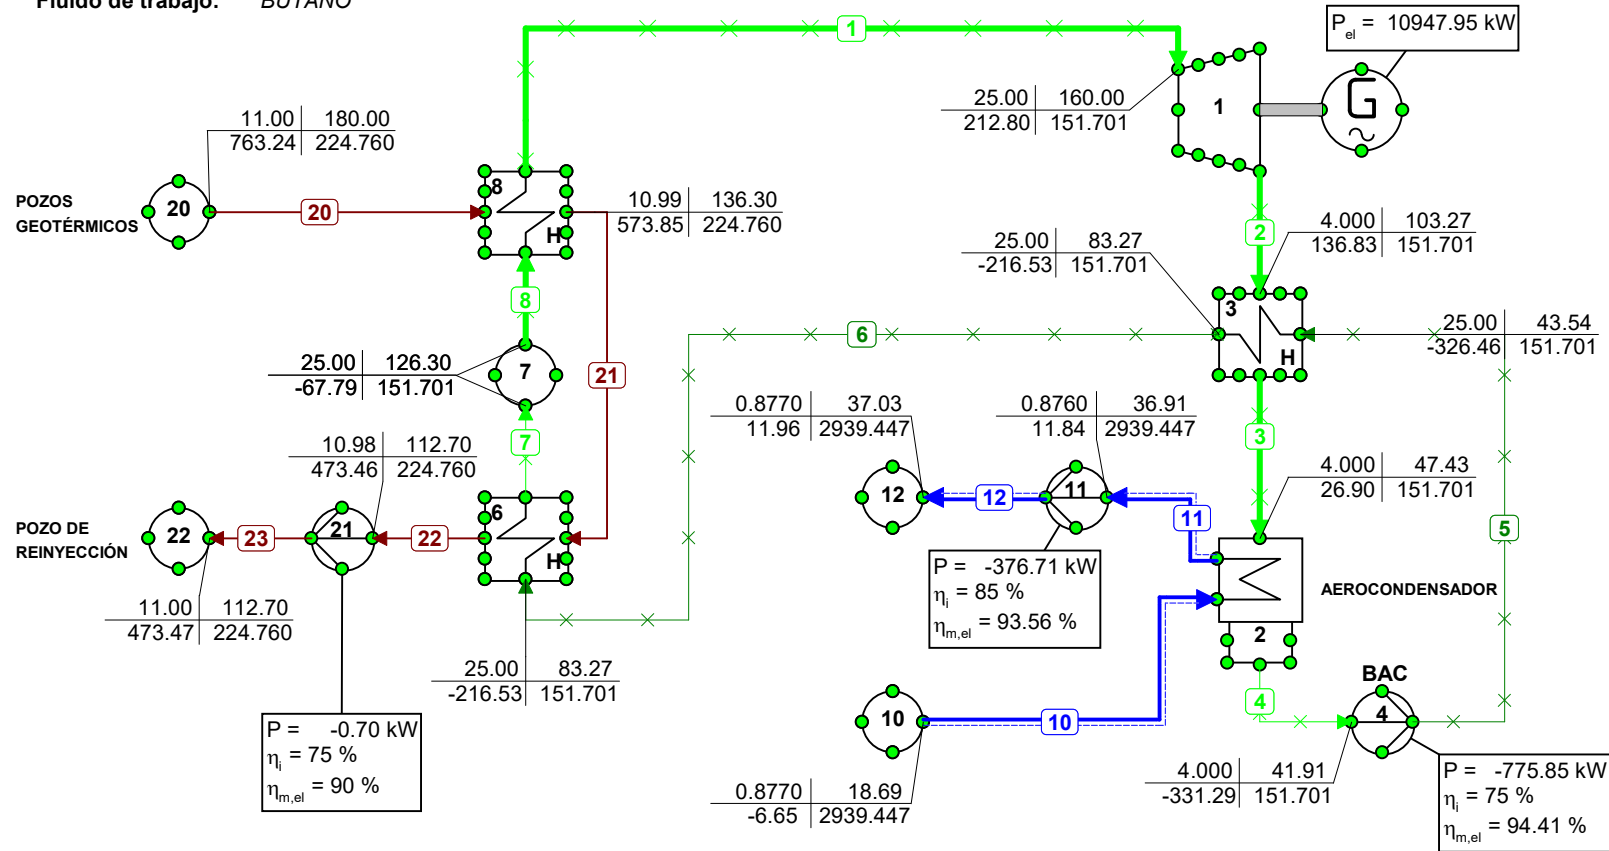 Fluido de trabajo: BUTANO
1
P_el = 10947.95 kW
G
25.00 160.00
212.80 151.701
1
11.00 180.00
763.24 224.760
POZOS
GEOTÉRMICOS
20
20
8
H
10.99 136.30
573.85 224.760
2
4.000 103.27
136.83 151.701
25.00 83.27
-216.53 151.701
8
3
H
6
25.00 43.54
-326.46 151.701
25.00 126.30
-67.79 151.701
7
21
0.8770 37.03
11.96 2939.447
0.8760 36.91
11.84 2939.447
3
7
10.98 112.70
473.46 224.760
4.000 47.43
26.90 151.701
12
12
11
11
5
POZO DE
REINYECCIÓN
22
23
21
22
6
H
P = -376.71 kW
η_i = 85 %
η_m,el = 93.56 %
AEROCONDENSADOR
2
11.00 112.70
473.47 224.760
25.00 83.27
-216.53 151.701
BAC
4
4
10
10
P = -0.70 kW
η_i = 75 %
η_m,el = 90 %
0.8770 18.69
-6.65 2939.447
4.000 41.91
-331.29 151.701
P = -775.85 kW
η_i = 75 %
η_m,el = 94.41 %